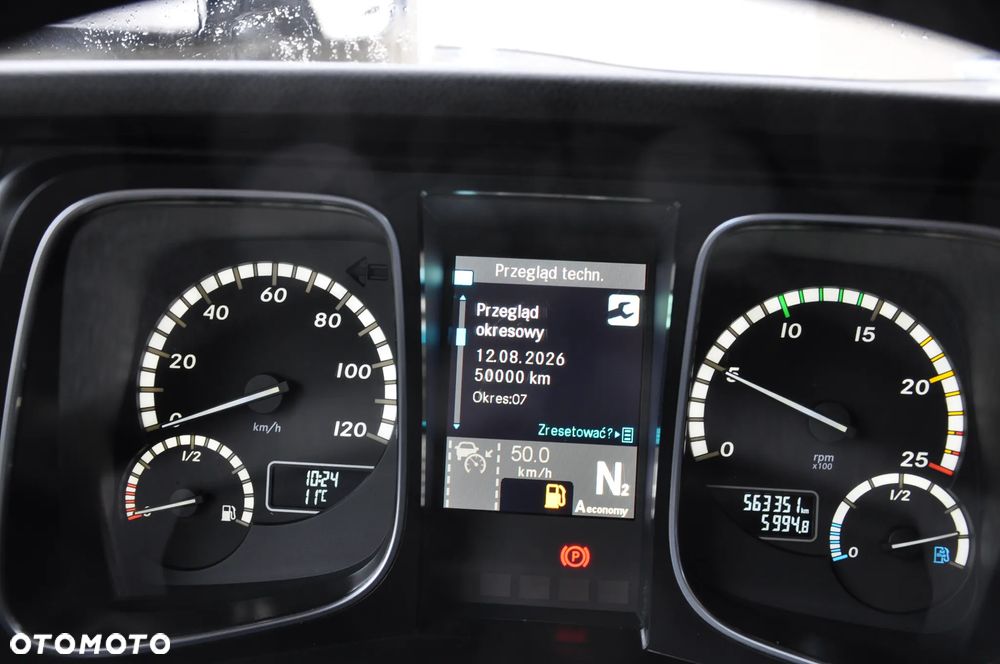 Przegląd techn.
Przegląd
okresowy
12.08.2026
50000 km
Okres:07
Zresetować?
50.0
km/h
N2
A economy
0
20
40
60
80
100
120
km/h
0
1/2
10:24
11°C
P
0
5
10
15
20
25
rpm
x100
563351 km
5994.8
0
1/2
OTOMOTO